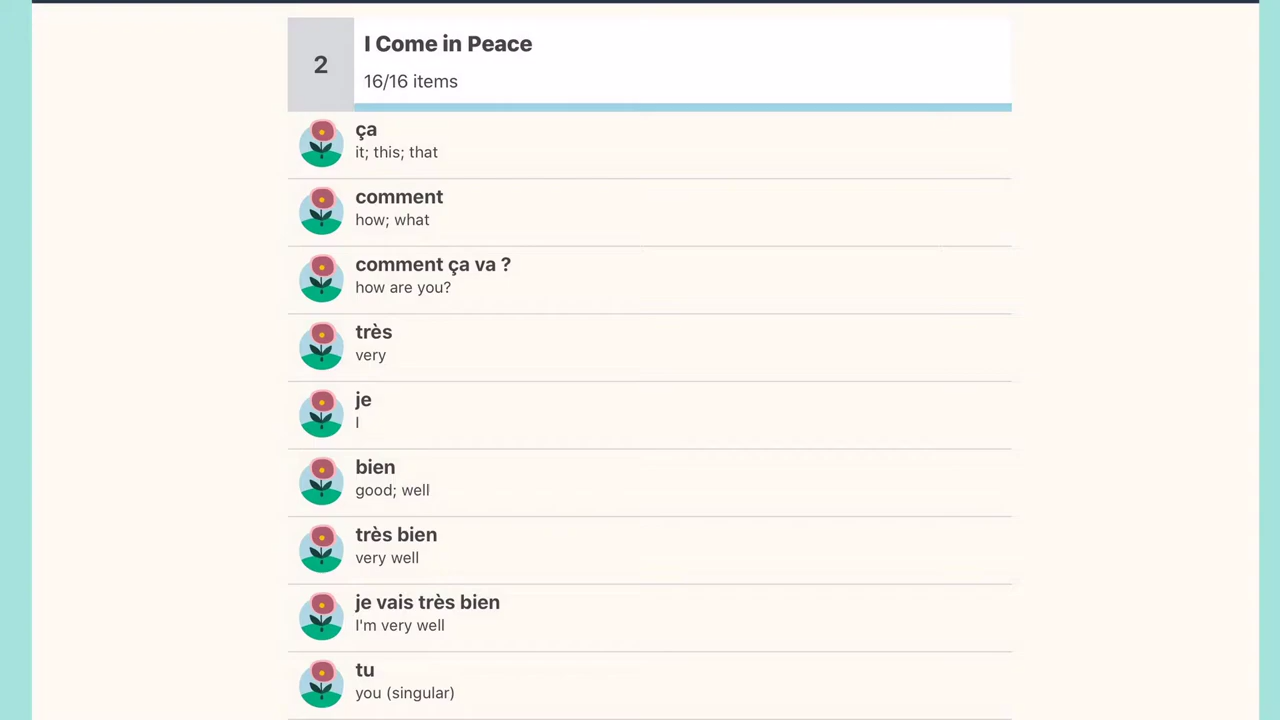 2
I Come in Peace
16/16 items
ça
it; this; that
comment
how; what
comment ça va ?
how are you?
très
very
je
I
bien
good; well
très bien
very well
je vais très bien
I'm very well
tu
you (singular)